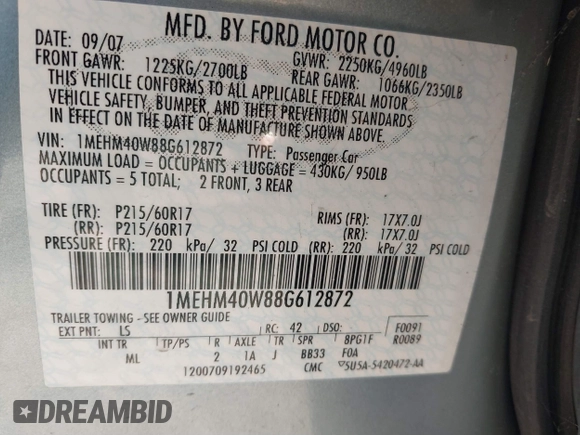 MFD. BY FORD MOTOR CO.
DATE: 09/07 GVWR: 2250KG/4960LB
FRONT GAWR: 1225KG/2700LB REAR GAWR: 1066KG/2350LB
THIS VEHICLE CONFORMS TO ALL APPLICABLE FEDERAL MOTOR
VEHICLE SAFETY, BUMPER, AND THEFT PREVENTION STANDARDS
IN EFFECT ON THE DATE OF MANUFACTURE SHOWN ABOVE.
VIN: 1MEHM40W88G612872 TYPE: Passenger Car
MAXIMUM LOAD = OCCUPANTS + LUGGAGE = 430KG/ 950LB
OCCUPANTS = 5 TOTAL; 2 FRONT, 3 REAR
TIRE (FR): P215/60R17 RIMS (FR): 17X7.0J
(RR): P215/60R17 (RR): 17X7.0J
PRESSURE (FR): 220 kPa/ 32 PSI COLD (RR): 220 kPa/ 32 PSI COLD
1MEHM40W88G612872
TRAILER TOWING - SEE OWNER GUIDE
EXT PNT: LS RC: 42 DSO: F0091
INT TR TP/PS R AXLE TR SPR BPG1F R0089
ML 2 1A J BB33 F0A
1200709192465 CMC 5U5A-5420472-AA
DREAMBID